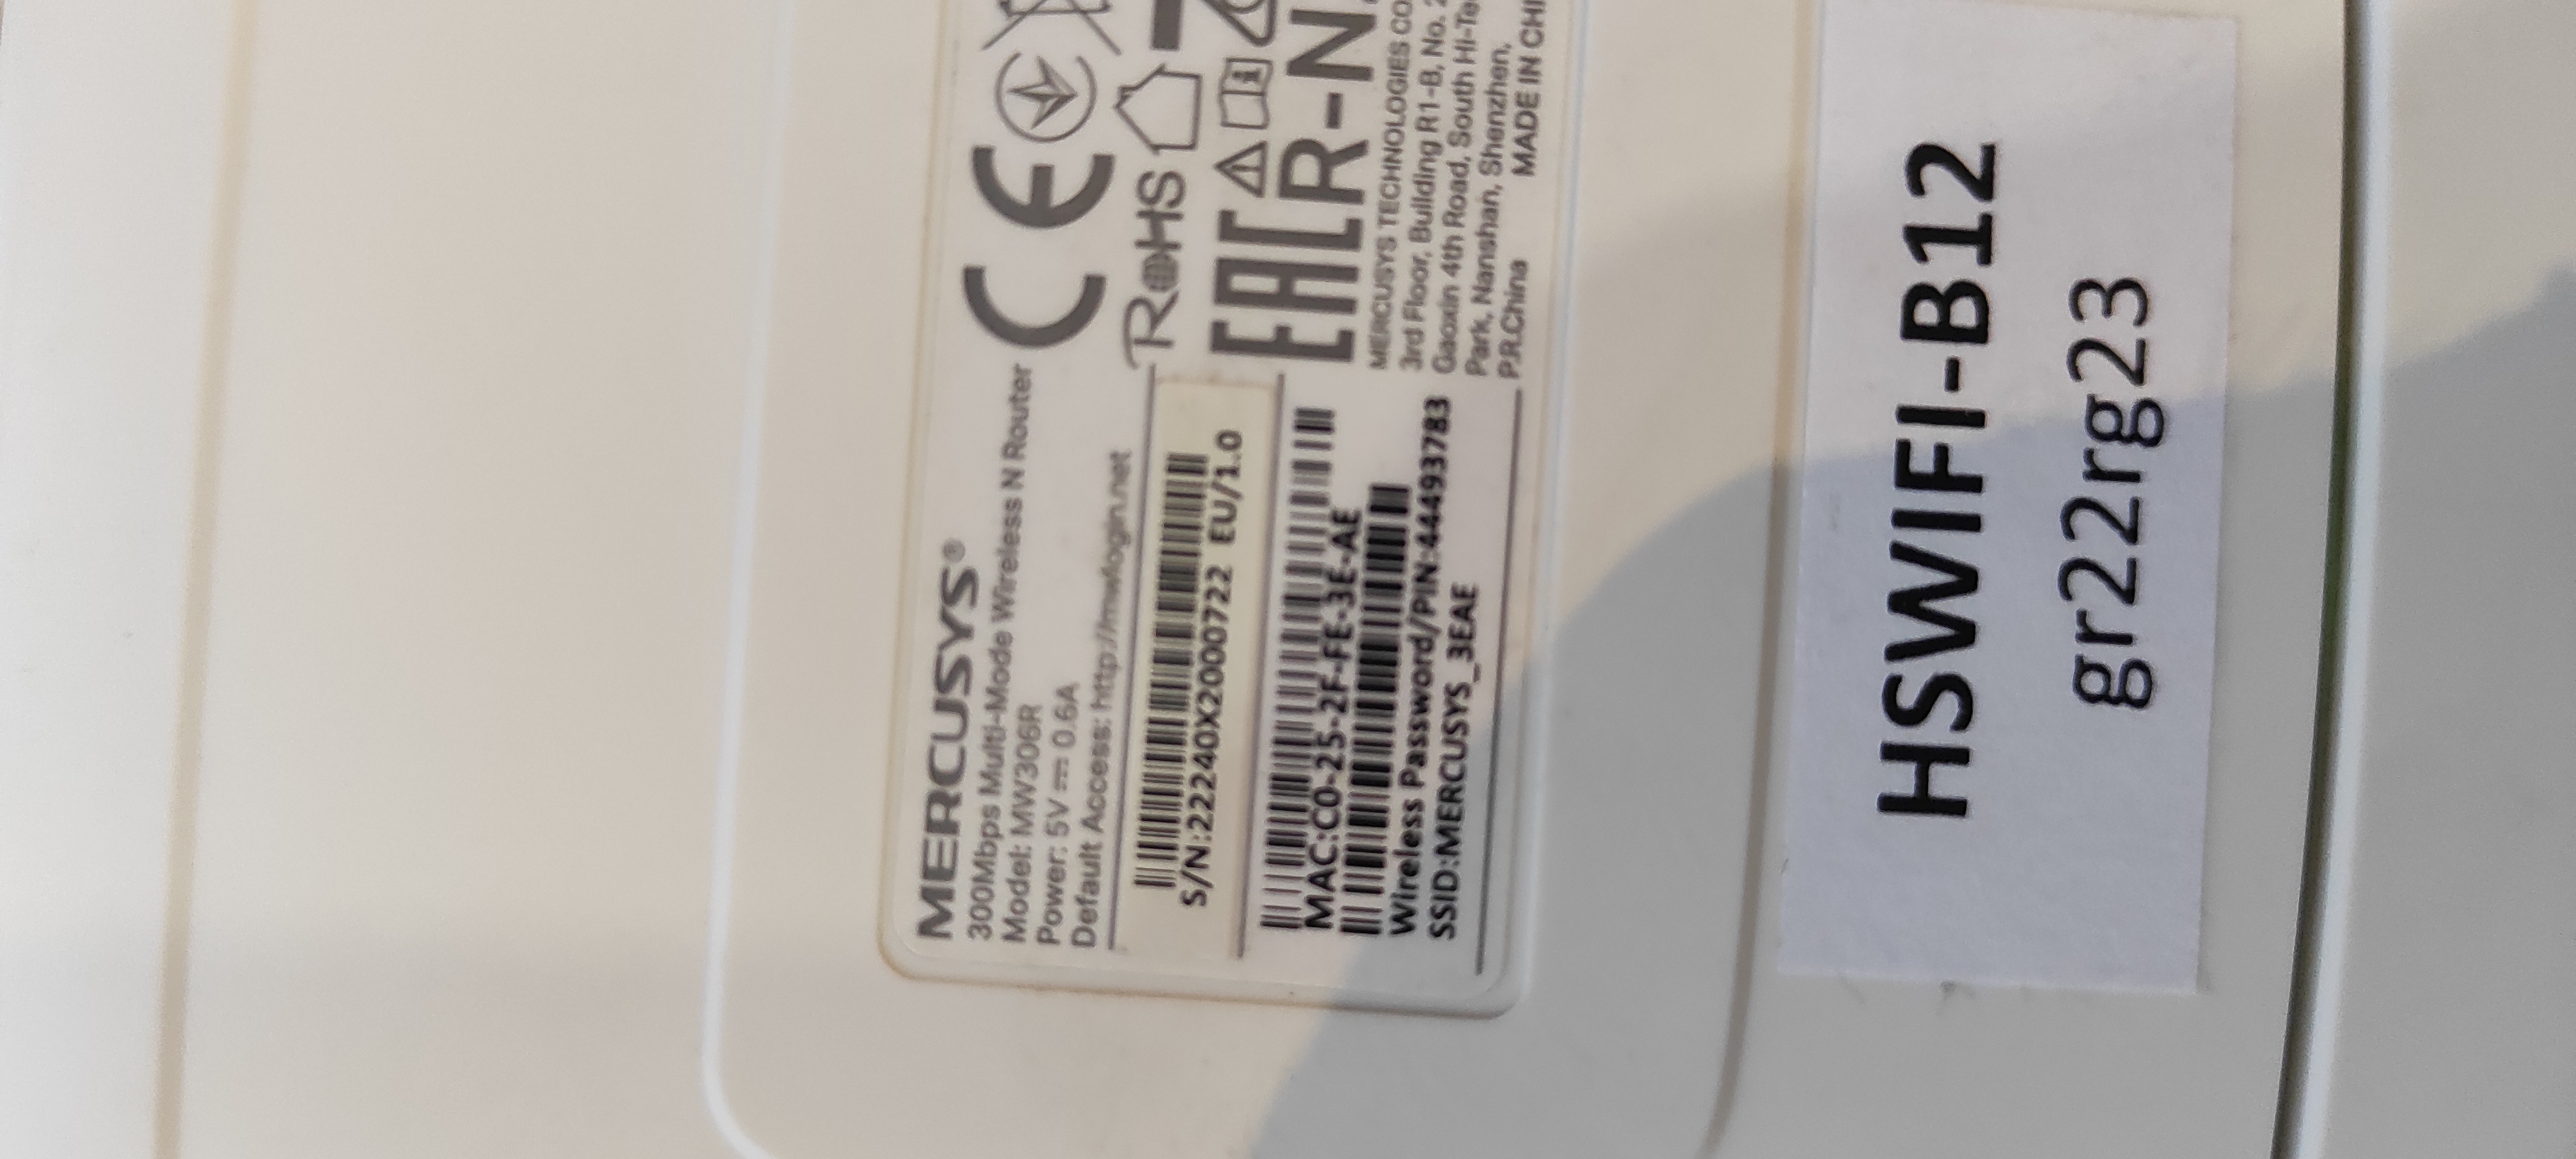 MERCUSYS®
300Mbps Multi-Mode Wireless N Router
Model: MW306R
Power: 5V ⎓ 0.6A
Default Access: http://mwlogin.net
S/N:22240X2000722 EU/1.0
MAC:C0-25-2F-FE-3E-AE
Wireless Password/PIN:44493783
SSID:MERCUSYS_3EAE
CE
RoHS
EAC
ER-N
MERCUSYS TECHNOLOGIES CO
3rd Floor, Building R1-B, No. 2
Gaoxin 4th Road, South Hi-Te
Park, Nanshan, Shenzhen,
P.R.China MADE IN CHI
HSWIFI-B12
gr22rg23